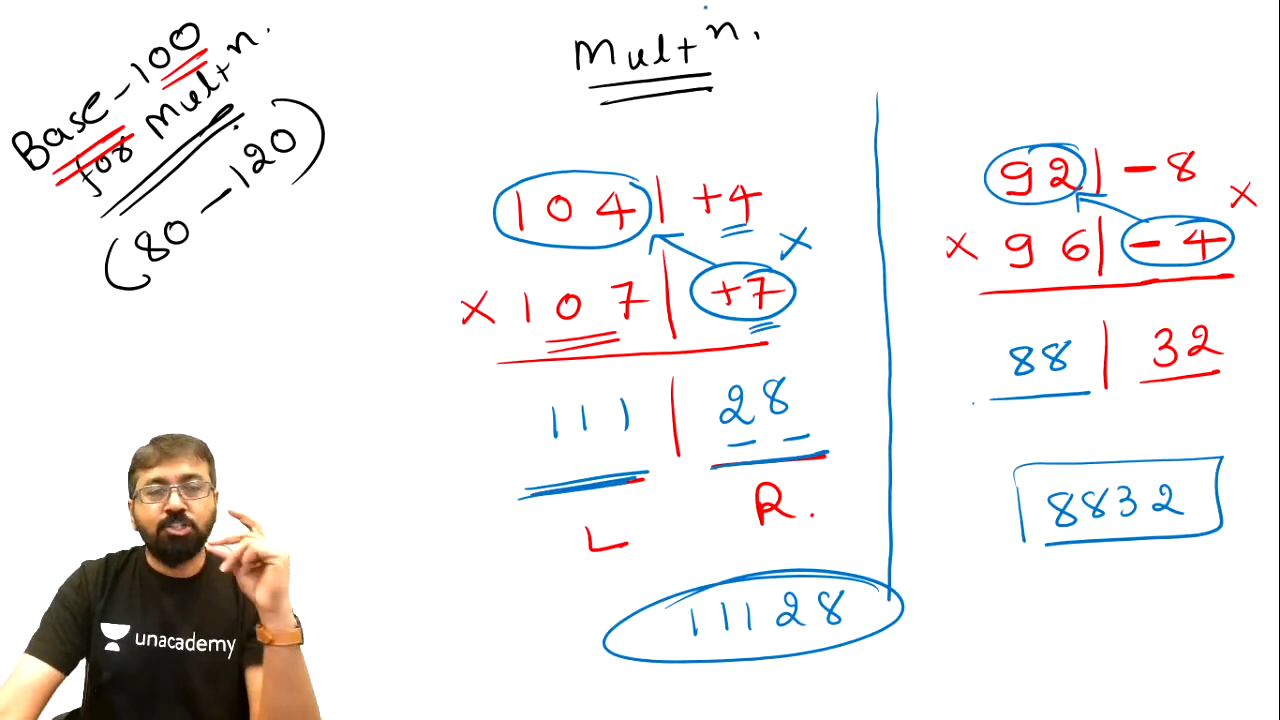 Multn.
Base-100
for Multn.
(80-120)
104 | +4
× 107 | +7 ×
111 | 28
L R.
11128
92 | -8
× 96 | -4 ×
88 | 32
8832
unacademy